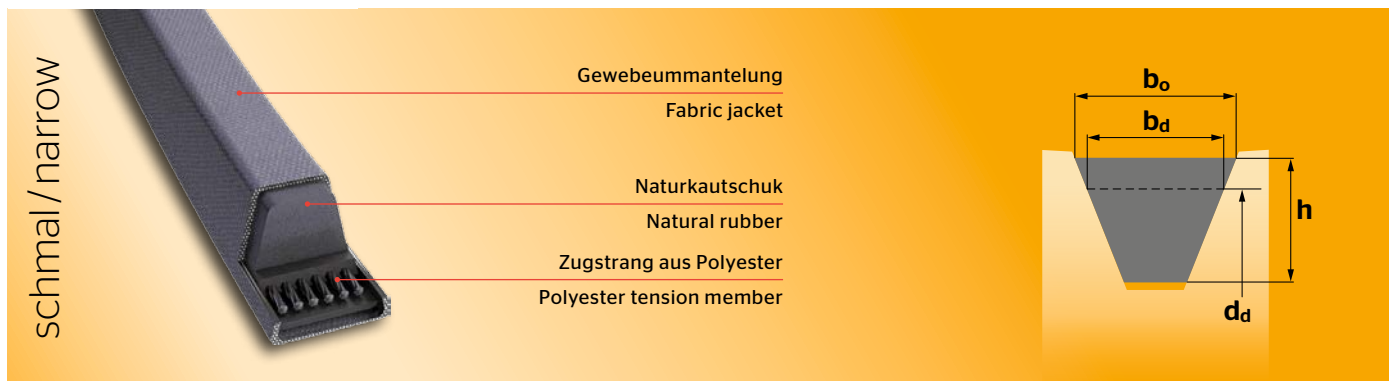 schmal / narrow
Gewebeummantelung
Fabric jacket
Naturkautschuk
Natural rubber
Zugstrang aus Polyester
Polyester tension member
bo
bd
h
dd